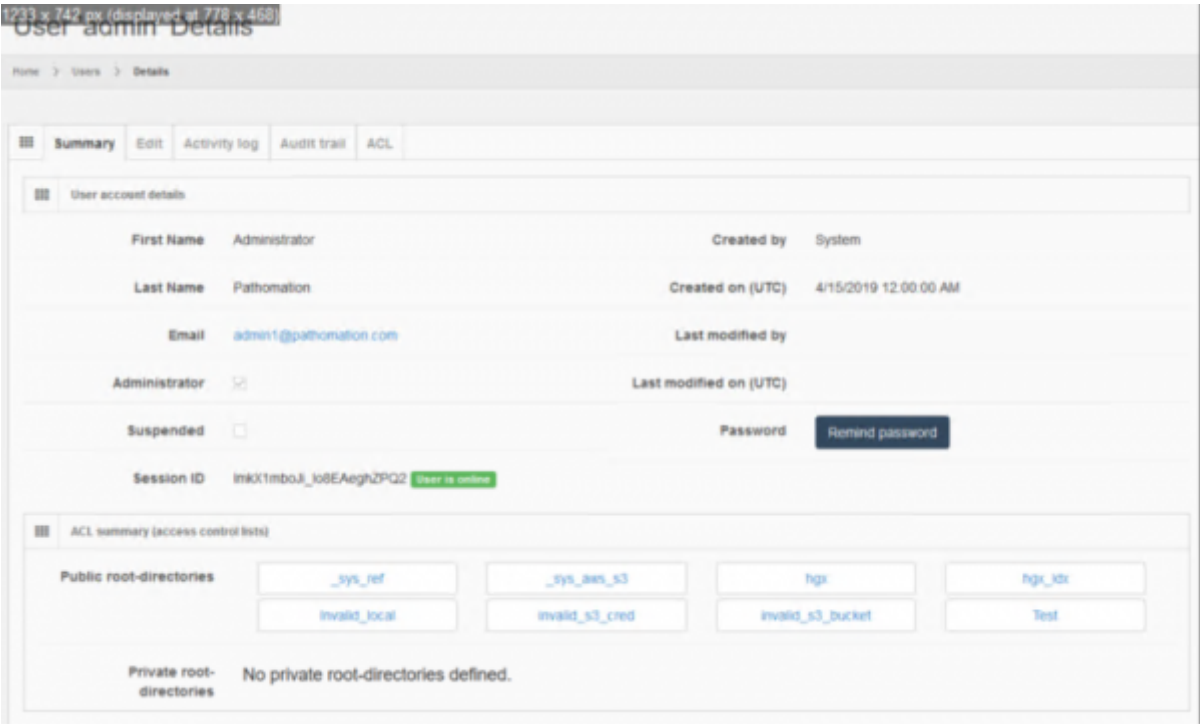 1233 x 742 px (displayed at 778 x 468)
User admin Details
Home > Users > Details
Summary Edit Activity log Audit trail ACL
User account details
First Name Administrator Created by System
Last Name Pathomation Created on (UTC) 4/15/2019 12:00:00 AM
Email admin1@pathomation.com Last modified by
Administrator Last modified on (UTC)
Suspended Password Remind password
Session ID User is online
ACL summary (access control lists)
Public root-directories _sys_ref _sys_aws_s3 hgx hgx_idx
invalid_local invalid_s3_cred invalid_s3_bucket Test
Private root-
directories No private root-directories defined.